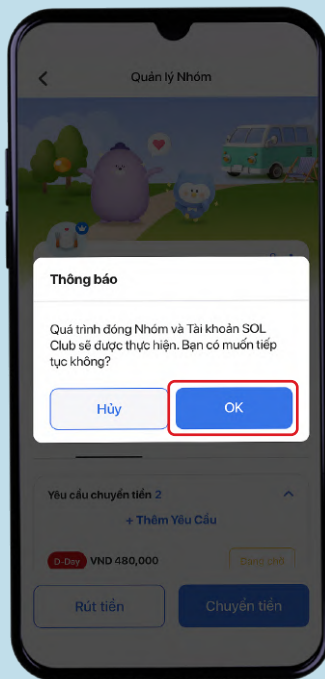 Quản lý Nhóm
Thông báo
Quá trình đóng Nhóm và Tài khoản SOL
Club sẽ được thực hiện. Bạn có muốn tiếp
tục không?
Hủy
OK
Yêu cầu chuyển tiền 2
+ Thêm Yêu Cầu
D-Day VND 480,000
Đang chờ
Rút tiền
Chuyển tiền